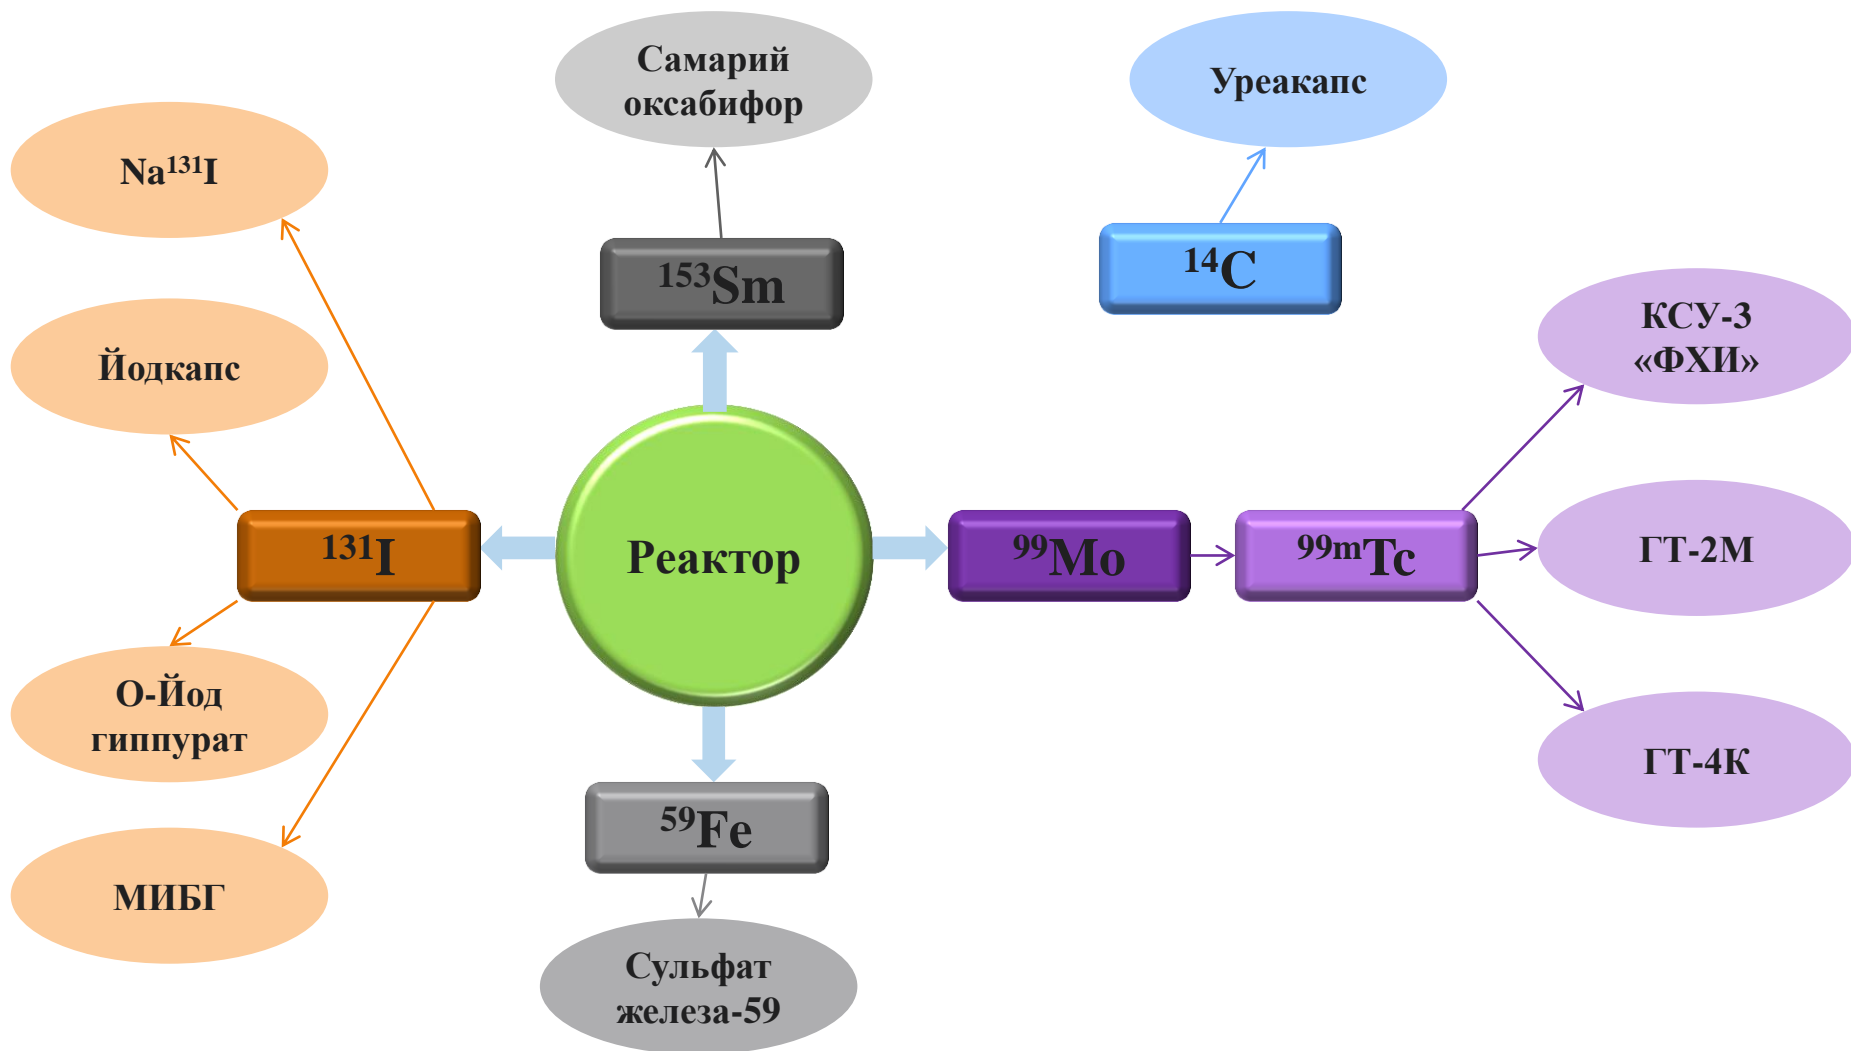 Самарий
оксабифор
Уреакапс
Na¹³¹I
¹⁵³Sm
¹⁴C
КСУ-3
«ФХИ»
Йодкапс
¹³¹I
Реактор
⁹⁹Mo
⁹⁹ᵐTc
ГТ-2М
О-Йод
гиппурат
ГТ-4К
⁵⁹Fe
МИБГ
Сульфат
железа-59